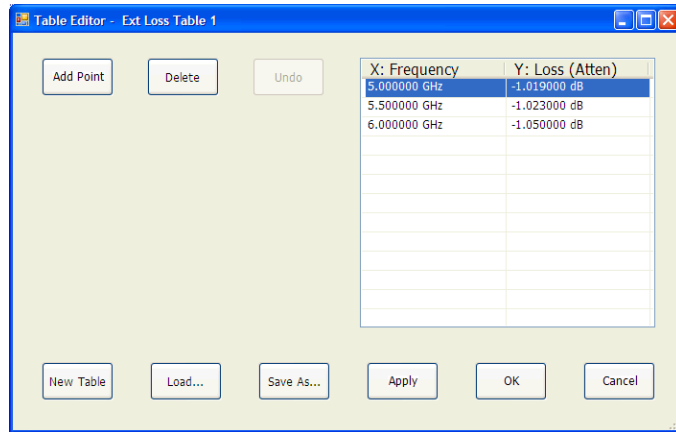 Table Editor - Ext Loss Table 1
Add Point Delete Undo
X: Frequency Y: Loss (Atten)
5.000000 GHz -1.019000 dB
5.500000 GHz -1.023000 dB
6.000000 GHz -1.050000 dB
New Table Load... Save As... Apply OK Cancel